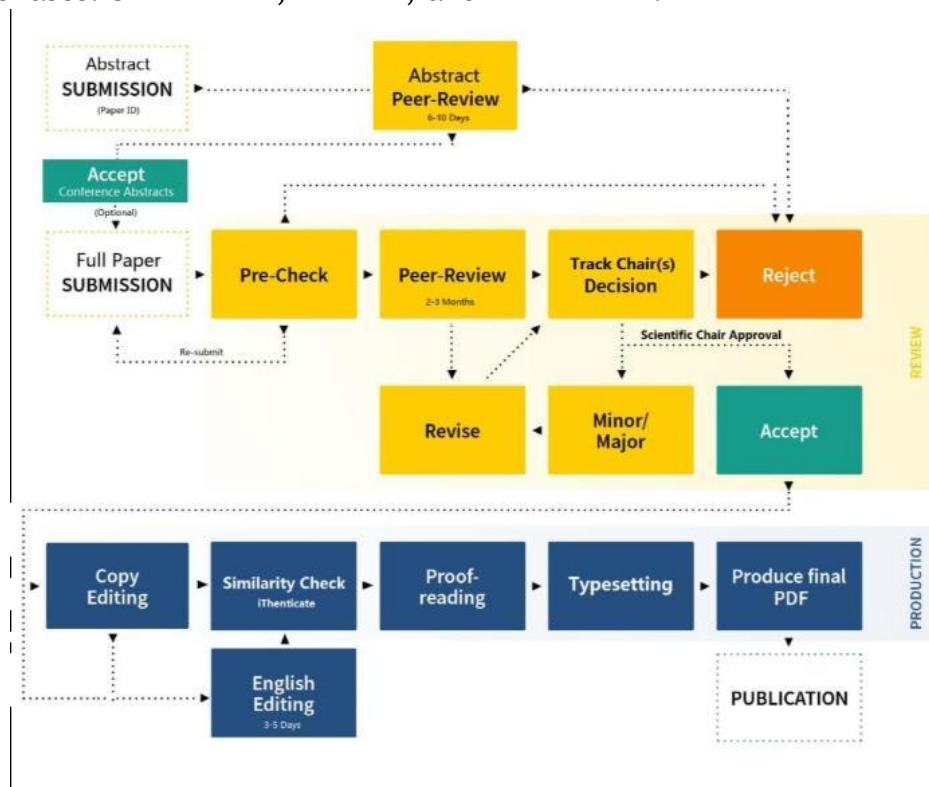 Abstract
SUBMISSION
(Paper ID)
Abstract
Peer-Review
6-10 Days
Accept
Conference Abstracts
(Optional)
Full Paper
SUBMISSION
Pre-Check
Peer-Review
2-3 Months
Track Chair(s)
Decision
Reject
Re-submit
Scientific Chair Approval
REVIEW
Revise
Minor/
Major
Accept
Copy
Editing
Similarity Check
iThenticate
Proof-
reading
Typesetting
Produce final
PDF
PRODUCTION
English
Editing
3-5 Days
PUBLICATION